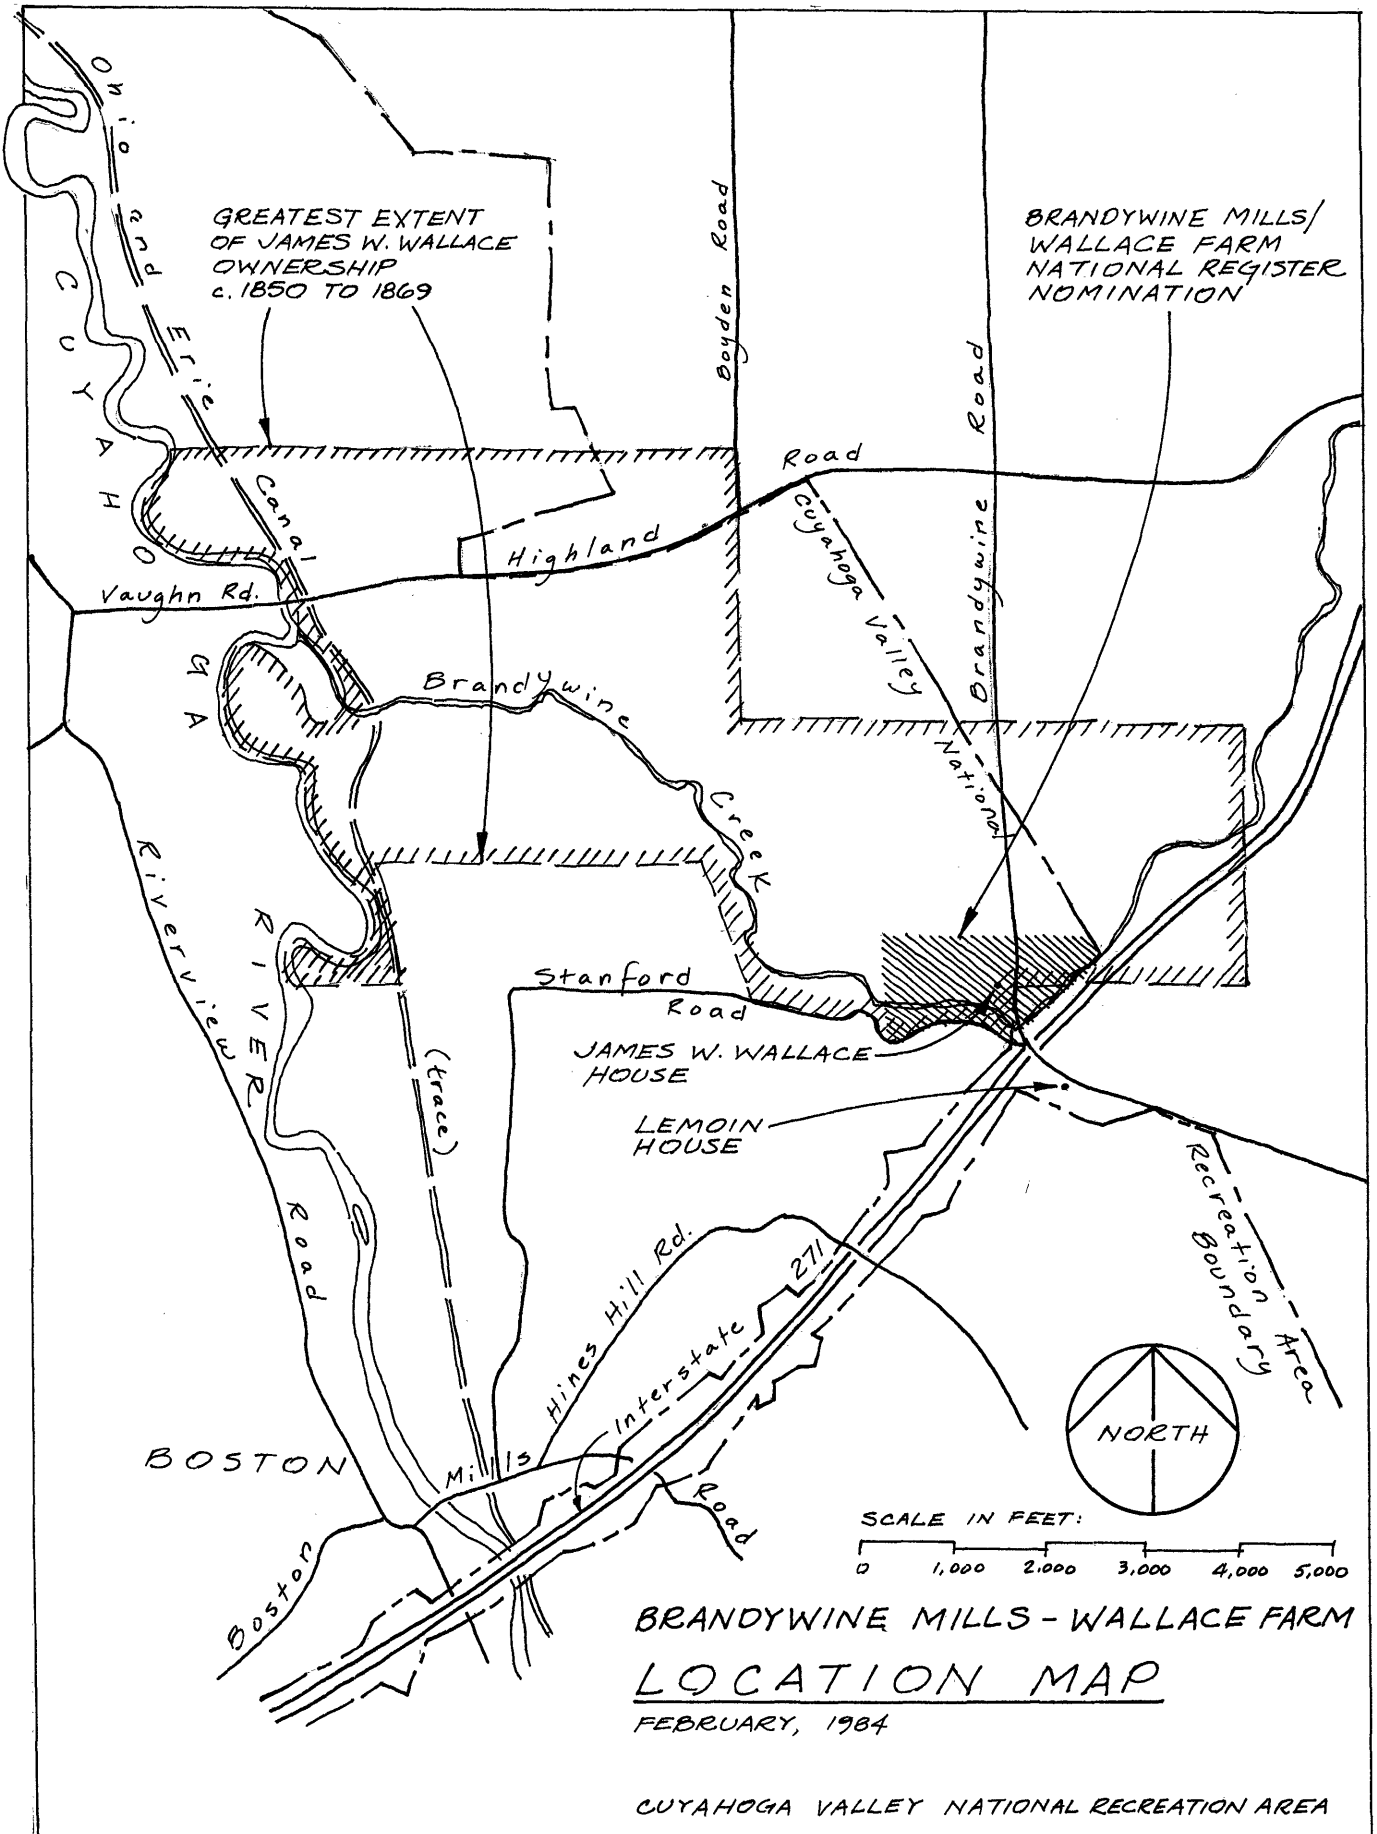 Ohio and Erie Canal
CUYAHOGA RIVER
GREATEST EXTENT
OF JAMES W. WALLACE
OWNERSHIP
c. 1850 TO 1869
Boyden Road
BRANDYWINE MILLS/
WALLACE FARM
NATIONAL REGISTER
NOMINATION
Brandywine Road
Highland Road
Vaughn Rd.
Cuyahoga Valley National
Brandywine Creek
Riverview Road
Stanford
Road
JAMES W. WALLACE
HOUSE
LEMOIN
HOUSE
(trace)
Recreation Area
Boundary
Hines Hill Rd.
Interstate 271
BOSTON
Boston Mills Road
NORTH
SCALE IN FEET:
0 1,000 2,000 3,000 4,000 5,000
BRANDYWINE MILLS - WALLACE FARM
LOCATION MAP
FEBRUARY, 1984
CUYAHOGA VALLEY NATIONAL RECREATION AREA